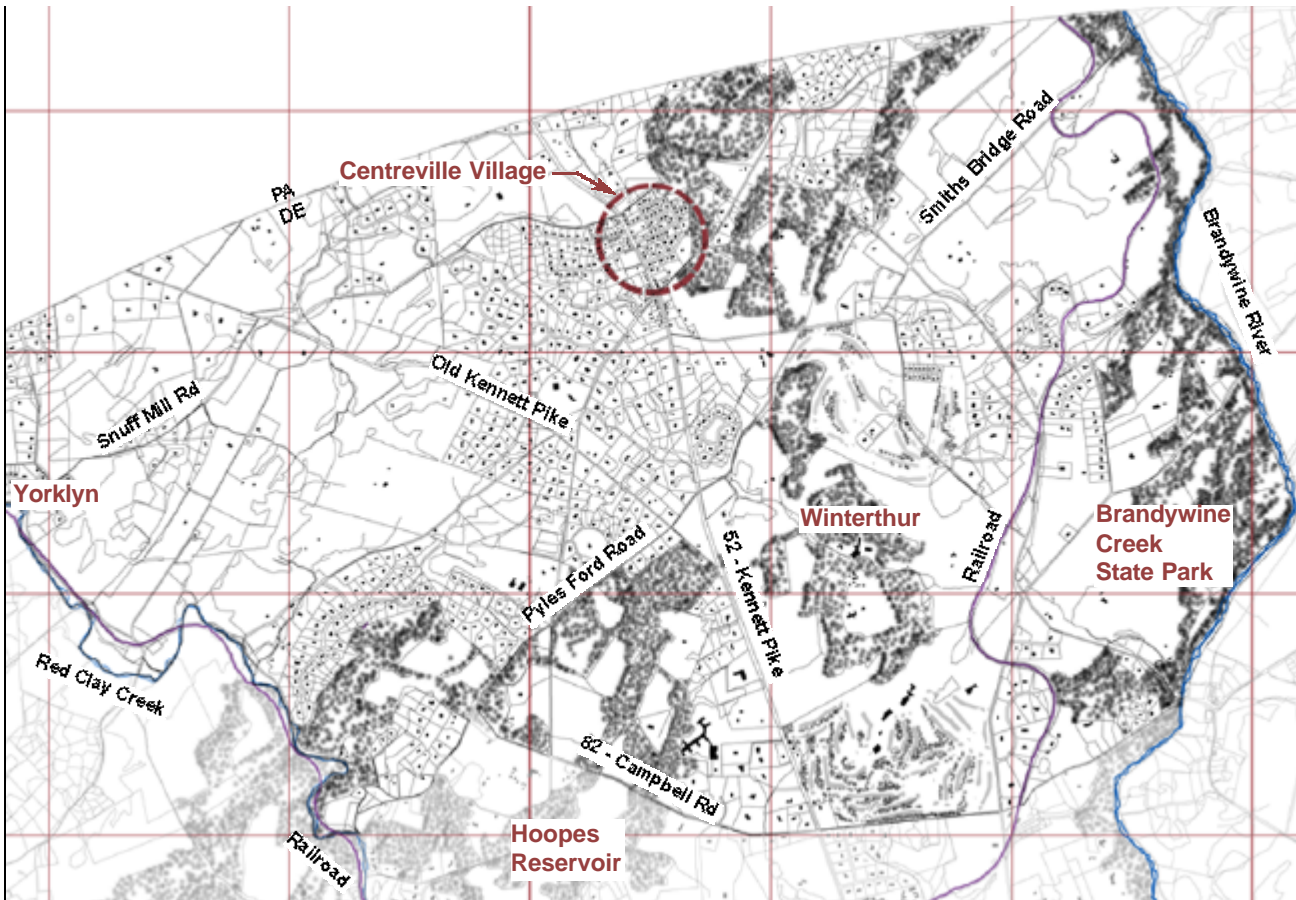 Centreville Village
PA
DE
Smiths Bridge Road
Brandywine River
Old Kennett Pike
Snuff Mill Rd
Yorklyn
Winterthur
Brandywine
Creek
State Park
Railroad
Pyles Ford Road
52 - Kennett Pike
Red Clay Creek
82 - Campbell Rd
Hoopes
Reservoir
Railroad